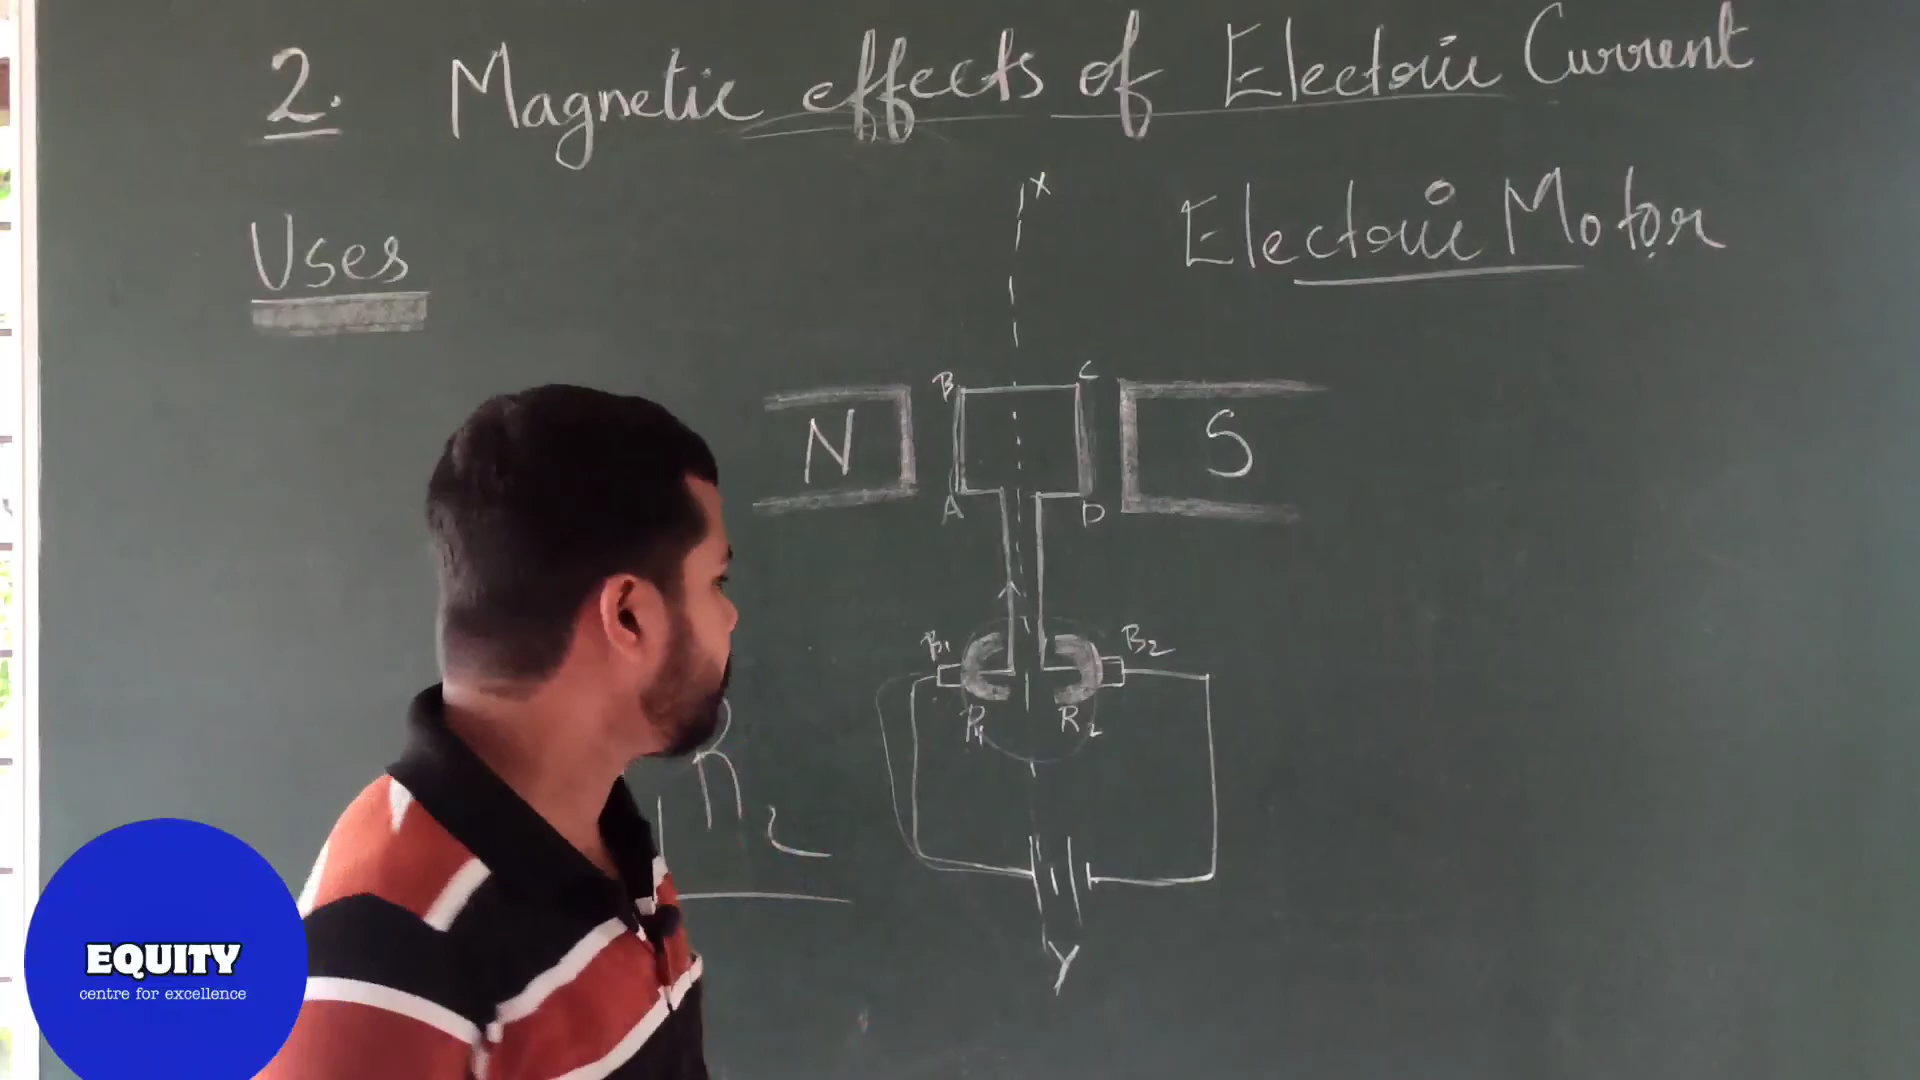 2. Magnetic effects of Electric Current
X
Electric Motor
Uses
B C
N S
A D
B1 B2
R1 R2
Y
EQUITY
centre for excellence